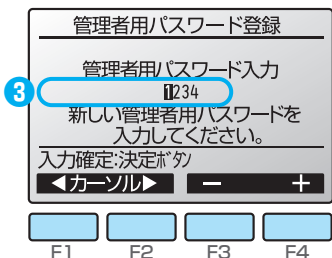 管理者用パスワード登録
管理者用パスワード入力
3 1234
新しい管理者用パスワードを
入力してください。
入力確定:決定ﾎﾞﾀﾝ
◀カーソル▶ － ＋
F1 F2 F3 F4